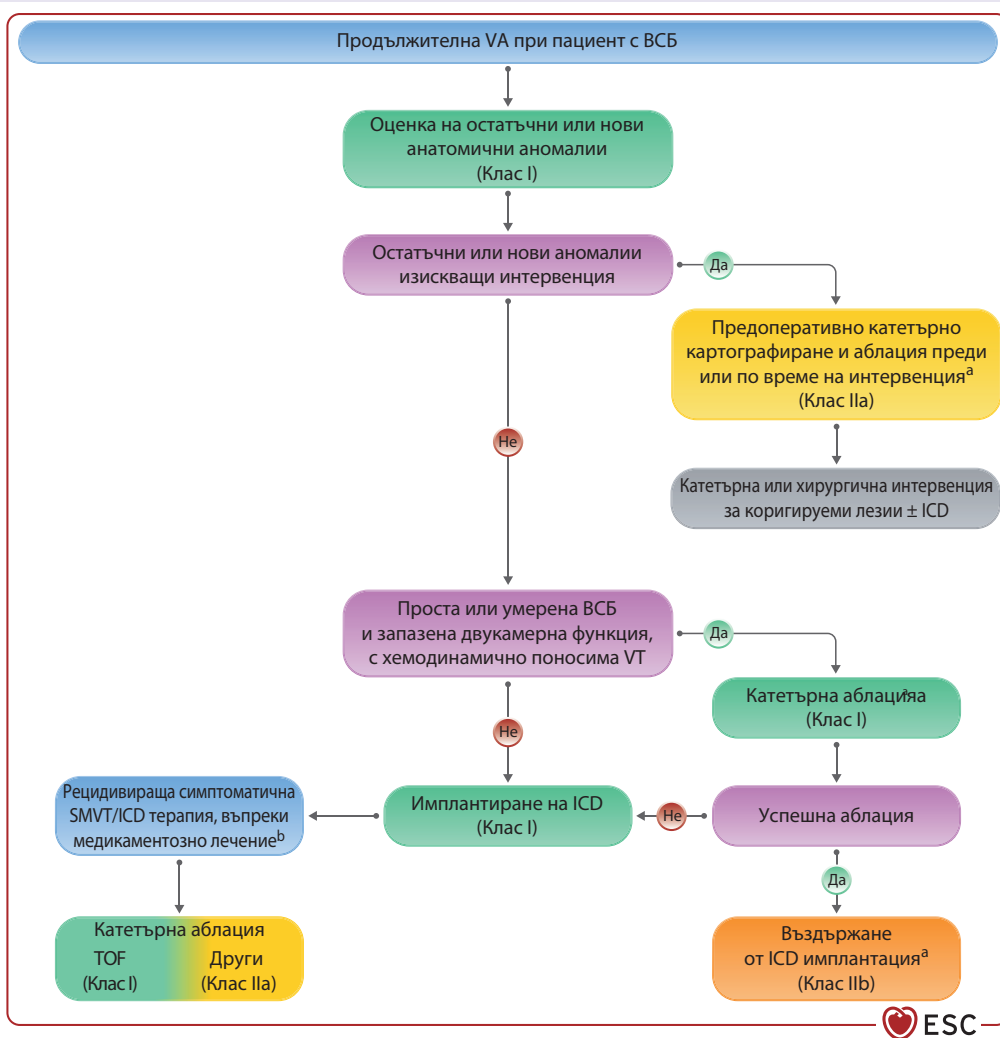 Продължителна VA при пациент с ВСБ
Оценка на остатъчни или нови
анатомични аномалии
(Клас I)
Остатъчни или нови аномалии
изискващи интервенция
Да
Предоперативно катетърно
картографиране и аблация преди
или по време на интервенцияa
(Клас IIa)
Не
Катетърна или хирургична интервенция
за коригируеми лезии ± ICD
Проста или умерена ВСБ
и запазена двукамерна функция,
с хемодинамично поносима VT
Да
Катетърна аблацияa
(Клас I)
Не
Рецидивираща симптоматична
SMVT/ICD терапия, въпреки
медикаментозно лечениеb
Имплантиране на ICD
(Клас I)
Не
Успешна аблация
Да
Катетърна аблация
TOF
(Клас I)
Други
(Клас IIa)
Въздържане
от ICD имплантацияa
(Клас IIb)
ESC